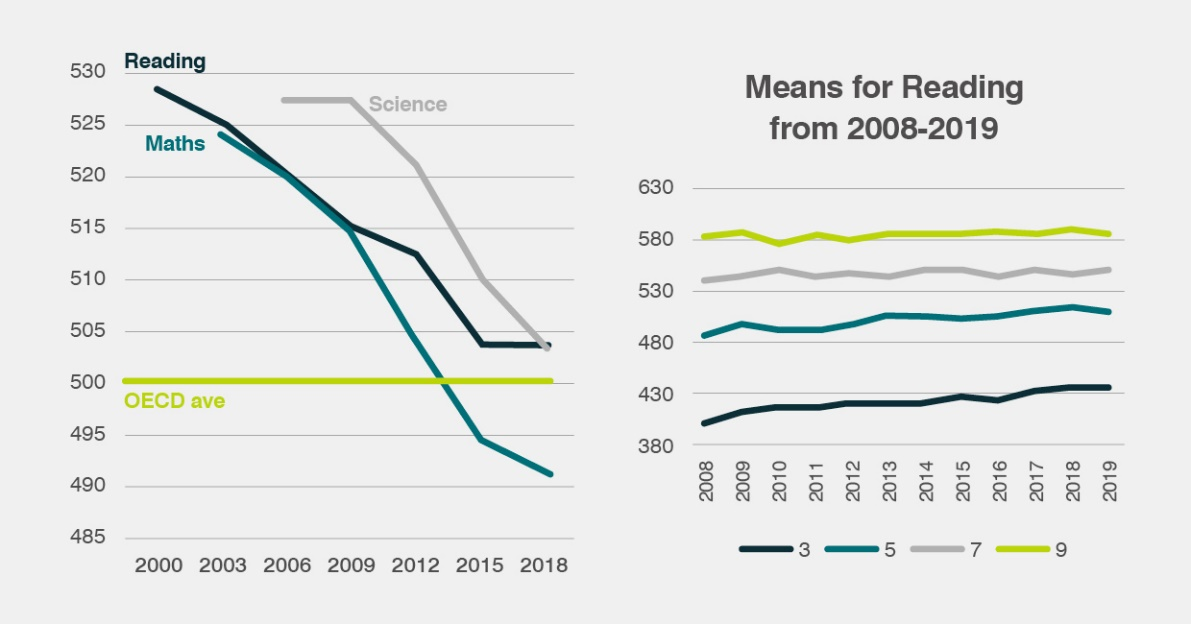 Reading
530
Science
525
Maths
520
515
510
505
500
OECD ave
495
490
485
2000 2003 2006 2009 2012 2015 2018
Means for Reading
from 2008-2019
630
580
530
480
430
380
2008 2009 2010 2011 2012 2013 2014 2015 2016 2017 2018 2019
3 5 7 9